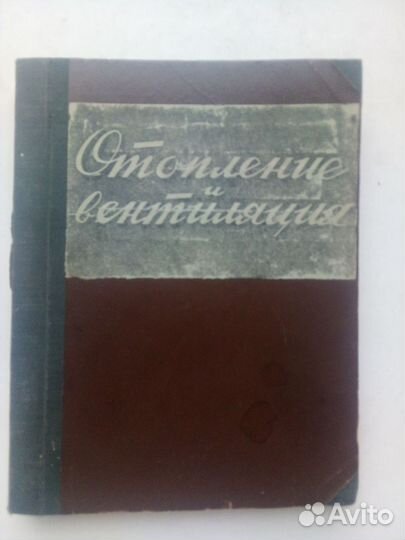 Отопление
и
вентиляция
Avito